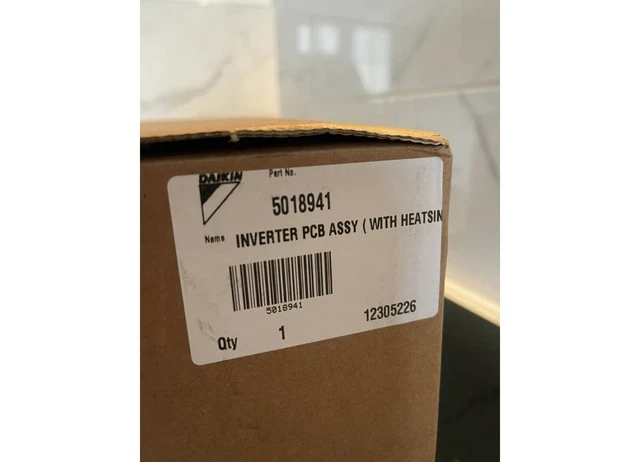 DAIKIN
Part No.
5018941
Name INVERTER PCB ASSY ( WITH HEATSIN
5018941
12305226
Qty 1